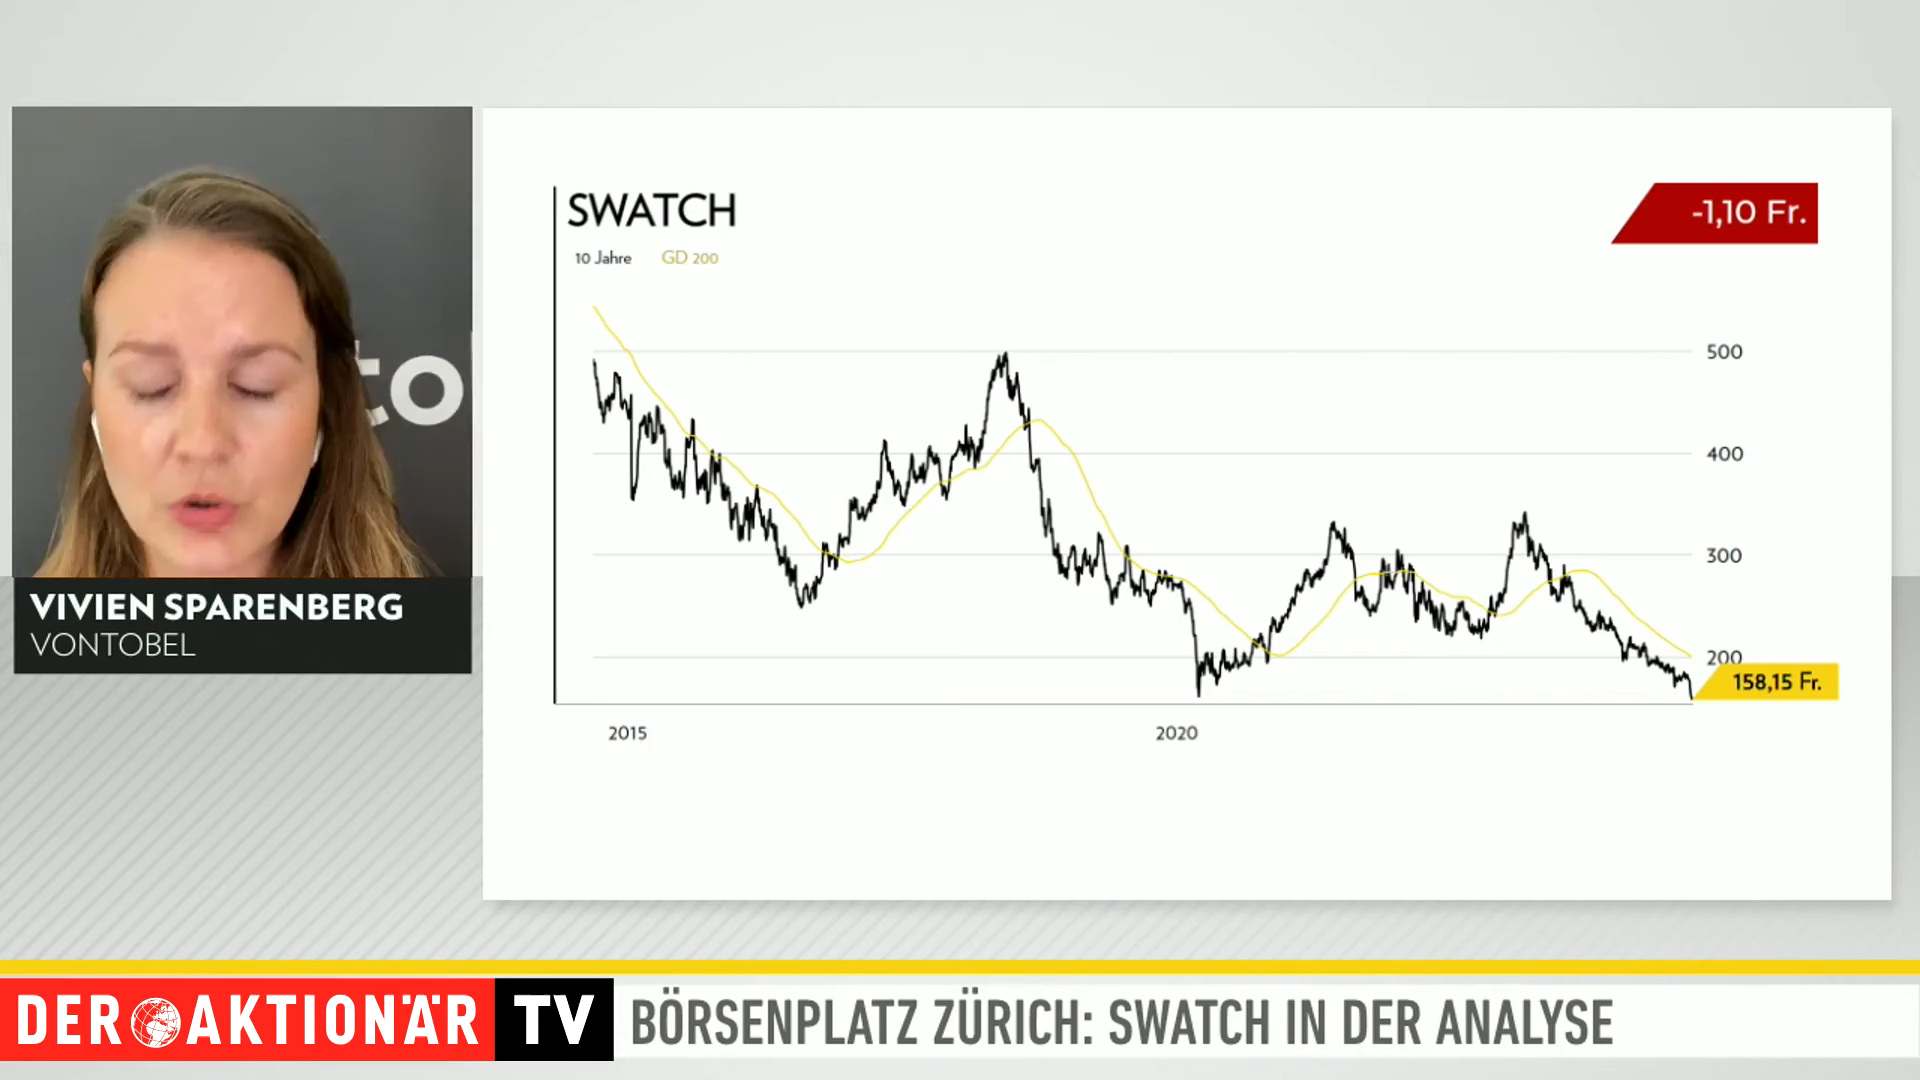 SWATCH
-1,10 Fr.
10 Jahre GD 200
500
to
400
300
VIVIEN SPARENBERG
VONTOBEL
200
158,15 Fr.
2015 2020
DER AKTIONÄR TV BÖRSENPLATZ ZÜRICH: SWATCH IN DER ANALYSE